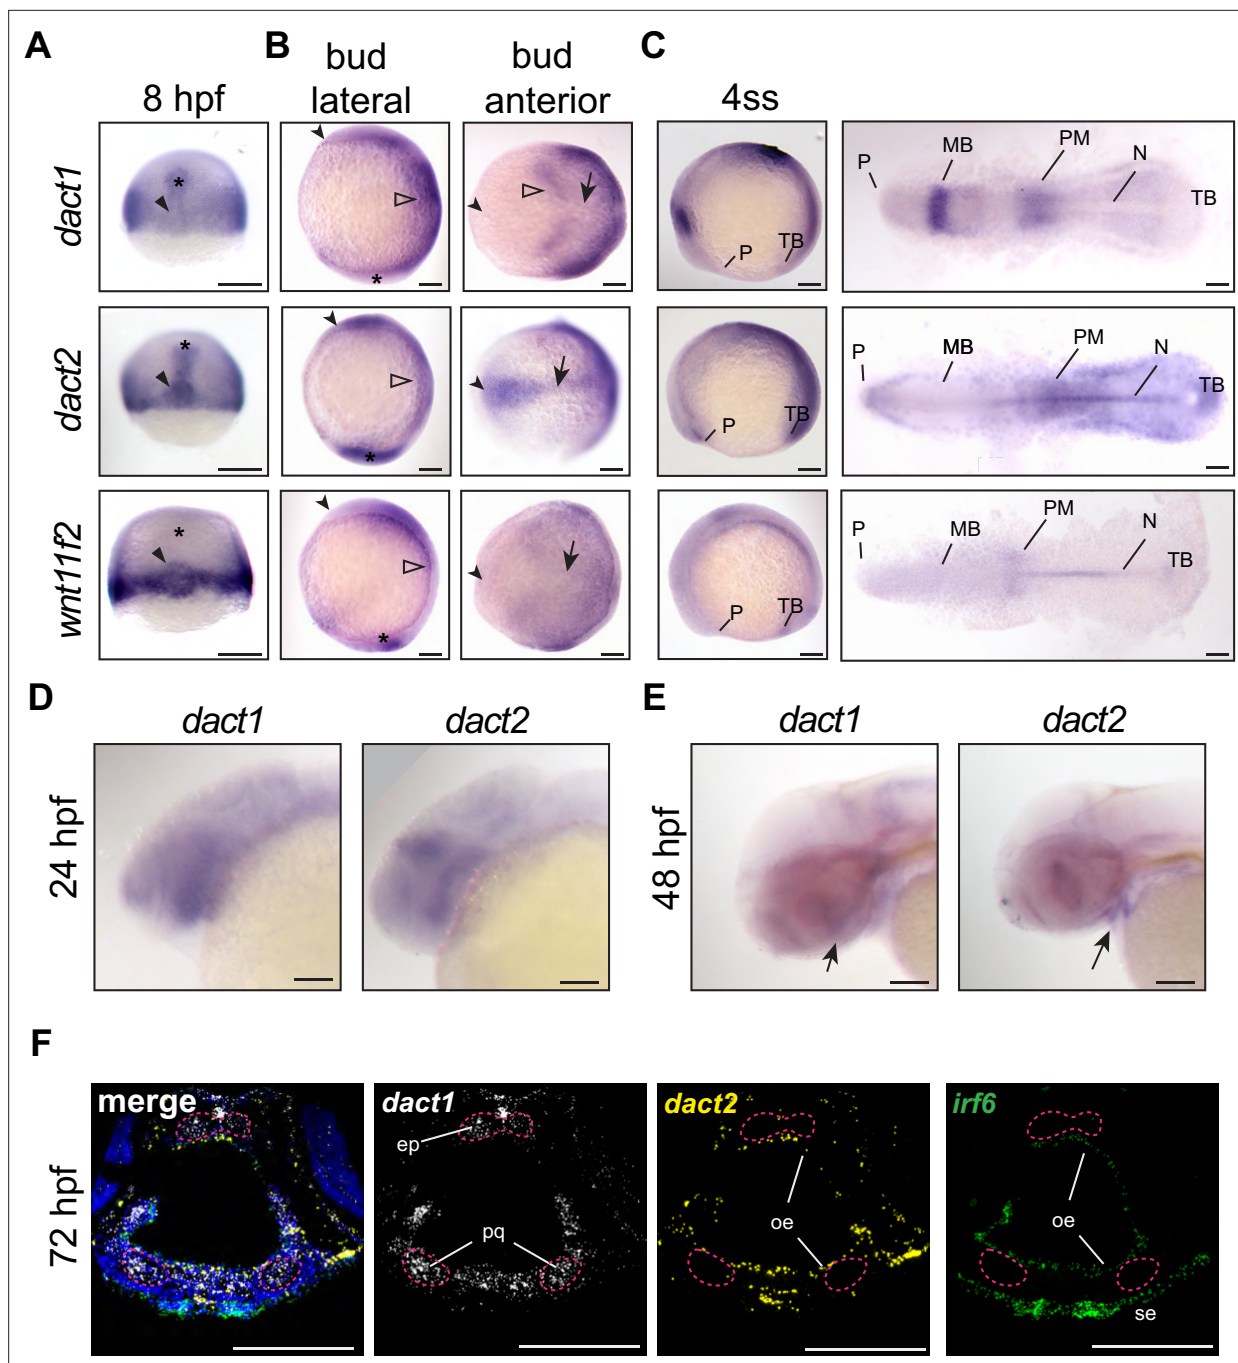 A
B
C
8 hpf
bud lateral
bud anterior
4ss
dact1
*
*
P
TB
P
MB
PM
N
TB
dact2
*
*
P
TB
P
MB
PM
N
TB
wnt11f2
*
*
P
TB
P
MB
PM
N
TB
D
E
dact1
dact2
dact1
dact2
24 hpf
48 hpf
F
72 hpf
merge
dact1
ep
pq
dact2
oe
irf6
oe
se